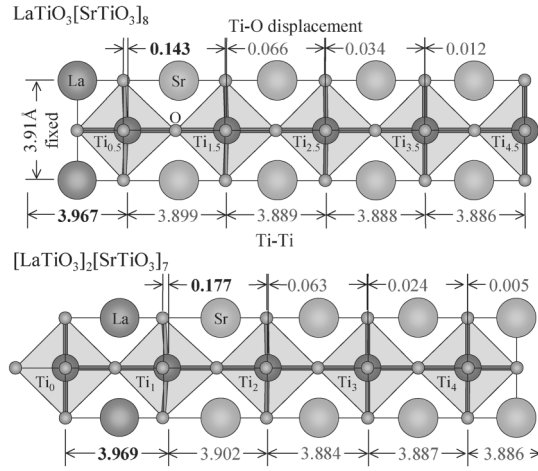 LaTiO₃[SrTiO₃]₈
Ti-O displacement
0.143 0.066 0.034 0.012
La Sr
O
3.91Å
fixed
Ti₀.₅ Ti₁.₅ Ti₂.₅ Ti₃.₅ Ti₄.₅
3.967 3.899 3.889 3.888 3.886
Ti-Ti
[LaTiO₃]₂[SrTiO₃]₇
0.177 0.063 0.024 0.005
La Sr
Ti₀ Ti₁ Ti₂ Ti₃ Ti₄
3.969 3.902 3.884 3.887 3.886